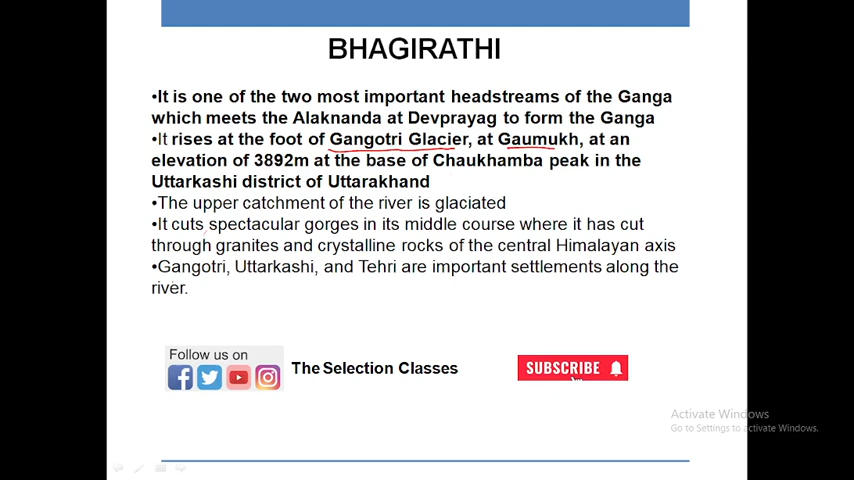 BHAGIRATHI
•It is one of the two most important headstreams of the Ganga
which meets the Alaknanda at Devprayag to form the Ganga
•It rises at the foot of Gangotri Glacier, at Gaumukh, at an
elevation of 3892m at the base of Chaukhamba peak in the
Uttarkashi district of Uttarakhand
•The upper catchment of the river is glaciated
•It cuts spectacular gorges in its middle course where it has cut
through granites and crystalline rocks of the central Himalayan axis
•Gangotri, Uttarkashi, and Tehri are important settlements along the
river.
Follow us on
The Selection Classes
SUBSCRIBE
Activate Windows
Go to Settings to activate Windows.